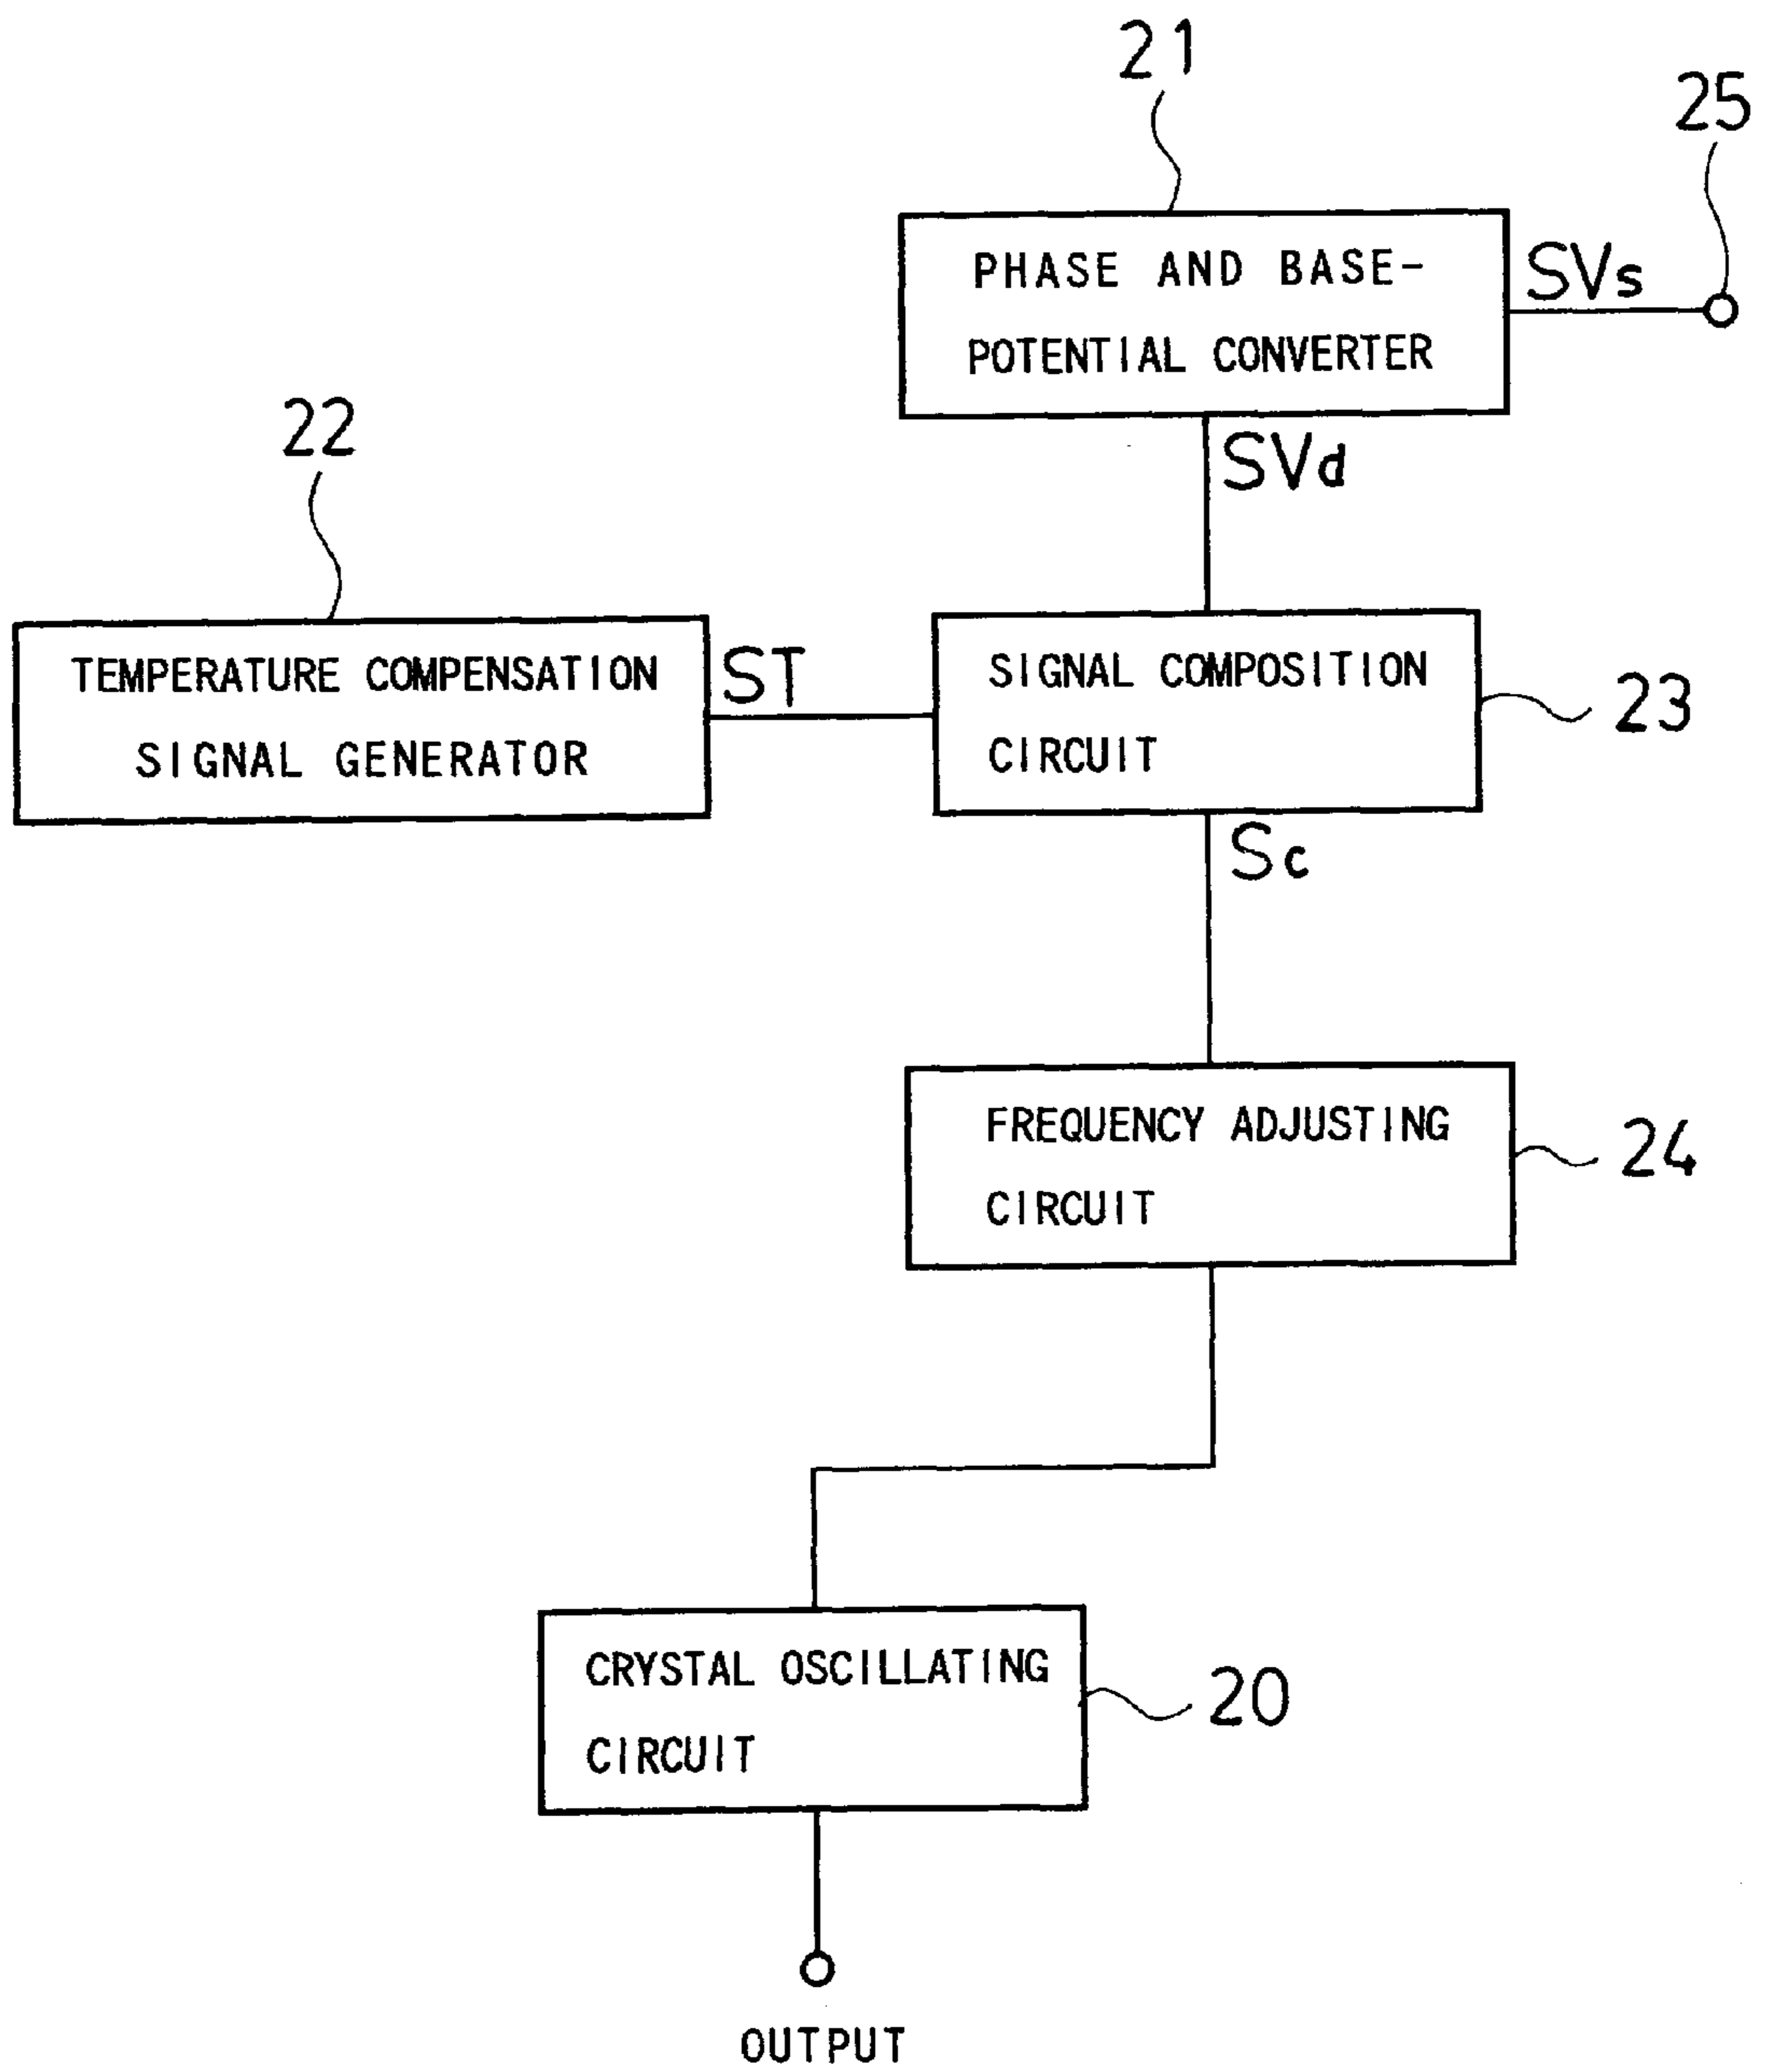 21
25
PHASE AND BASE-
POTENTIAL CONVERTER
SVs
SVd
22
TEMPERATURE COMPENSATION
SIGNAL GENERATOR
ST
SIGNAL COMPOSITION
CIRCUIT
23
Sc
FREQUENCY ADJUSTING
CIRCUIT
24
CRYSTAL OSCILLATING
CIRCUIT
20
OUTPUT